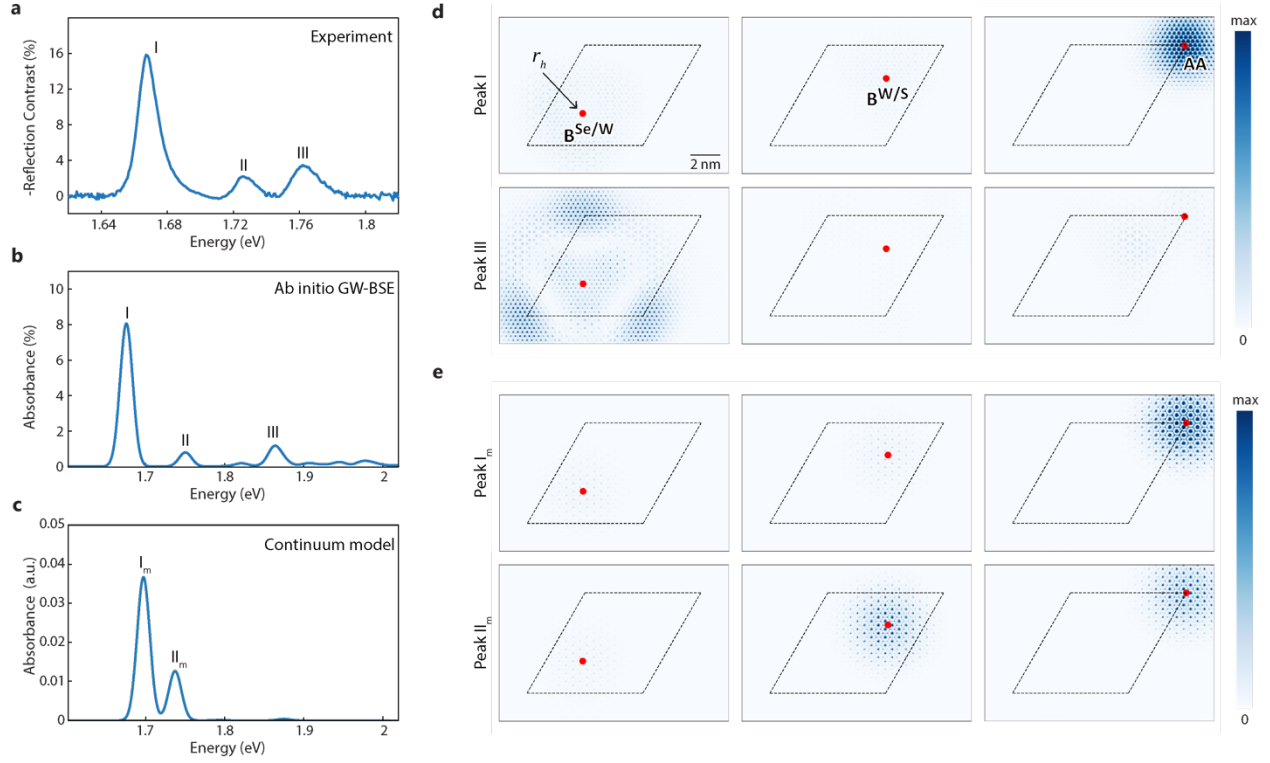 a
Experiment
-Reflection Contrast (%)
16
12
8
4
0
I
II
III
1.64
1.68
1.72
1.76
1.8
Energy (eV)
b
Ab initio GW-BSE
Absorbance (%)
10
8
6
4
2
0
I
II
III
1.7
1.8
1.9
2
Energy (eV)
c
Continuum model
Absorbance (a.u.)
0.05
0.04
0.03
0.02
0.01
0
Iₘ
IIₘ
1.7
1.8
1.9
2
Energy (eV)
d
Peak I
rₕ
B^Se/W
2 nm
B^W/S
AA
Peak III
max
0
e
Peak Iₘ
Peak IIₘ
max
0